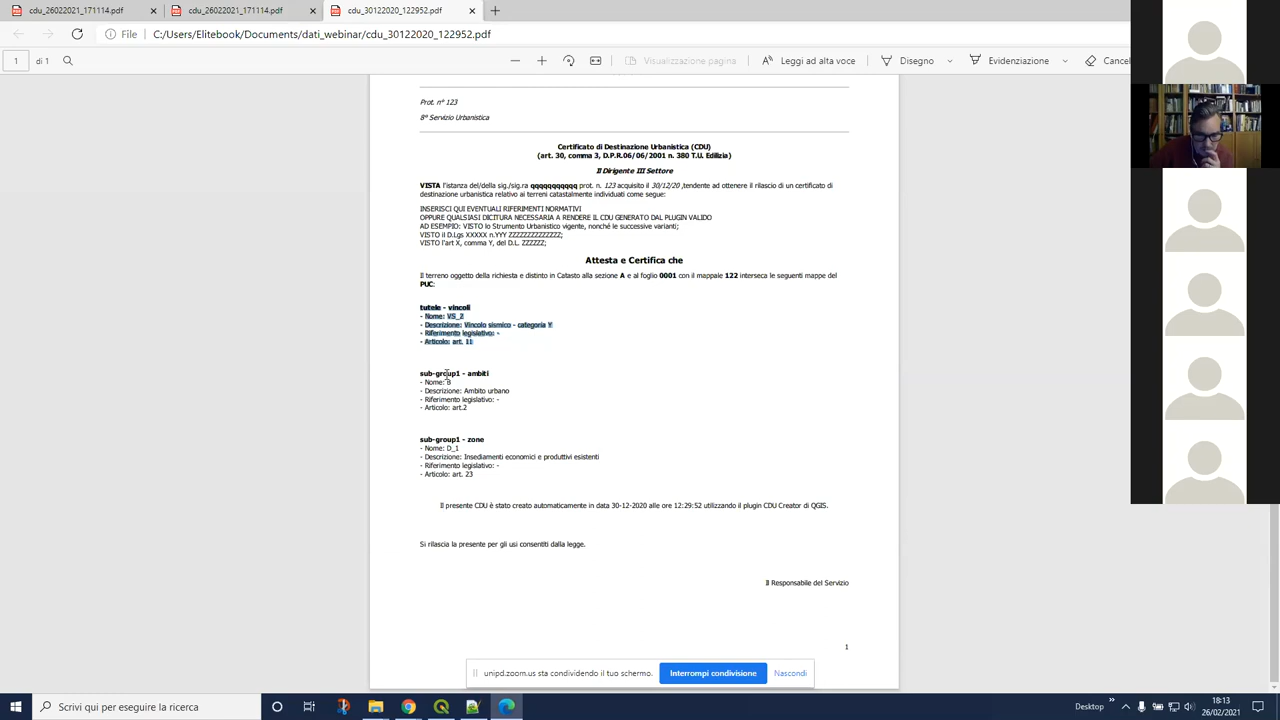 cdu_26022021_171114.pdf
cdu_26022021_171114.pdf
cdu_30122020_122952.pdf
File
C:/Users/Elitebook/Documents/dati_webinar/cdu_30122020_122952.pdf
1 di 1
Visualizzazione pagina
Leggi ad alta voce
Disegno
Evidenziazione
Cancel
Prot. n° 123
8° Servizio Urbanistica
Certificato di Destinazione Urbanistica (CDU)
(art. 30, comma 3, D.P.R.06/06/2001 n. 380 T.U. Edilizia)
Il Dirigente III Settore
VISTA l'istanza del/della sig./sig.ra qqqqqqqqqqq prot. n. 123 acquisito il 30/12/20 ,tendente ad ottenere il rilascio di un certificato di
destinazione urbanistica relativo ai terreni catastalmente individuati come segue:
INSERISCI QUI EVENTUALI RIFERIMENTI NORMATIVI
OPPURE QUALSIASI DICITURA NECESSARIA A RENDERE IL CDU GENERATO DAL PLUGIN VALIDO
AD ESEMPIO: VISTO lo Strumento Urbanistico vigente, nonché le successive varianti;
VISTO il D.Lgs XXXXX n.YYY ZZZZZZZZZZZZZZ;
VISTO l'art X, comma Y, del D.L. ZZZZZZ;
Attesta e Certifica che
Il terreno oggetto della richiesta e distinto in Catasto alla sezione A e al foglio 0001 con il mappale 122 interseca le seguenti mappe del
PUC:
tutele - vincoli
- Nome: VS_2
- Descrizione: Vincolo sismico - categoria Y
- Riferimento legislativo: -
- Articolo: art. 11
sub-group1 - ambiti
- Nome: B
- Descrizione: Ambito urbano
- Riferimento legislativo: -
- Articolo: art.2
sub-group1 - zone
- Nome: D_1
- Descrizione: Insediamenti economici e produttivi esistenti
- Riferimento legislativo: -
- Articolo: art. 23
Il presente CDU è stato creato automaticamente in data 30-12-2020 alle ore 12:29:52 utilizzando il plugin CDU Creator di QGIS.
Si rilascia la presente per gli usi consentiti dalla legge.
Il Responsabile del Servizio
1
unipd.zoom.us sta condividendo il tuo schermo.
Interrompi condivisione
Nascondi
Scrivi qui per eseguire la ricerca
Desktop
18:13
26/02/2021